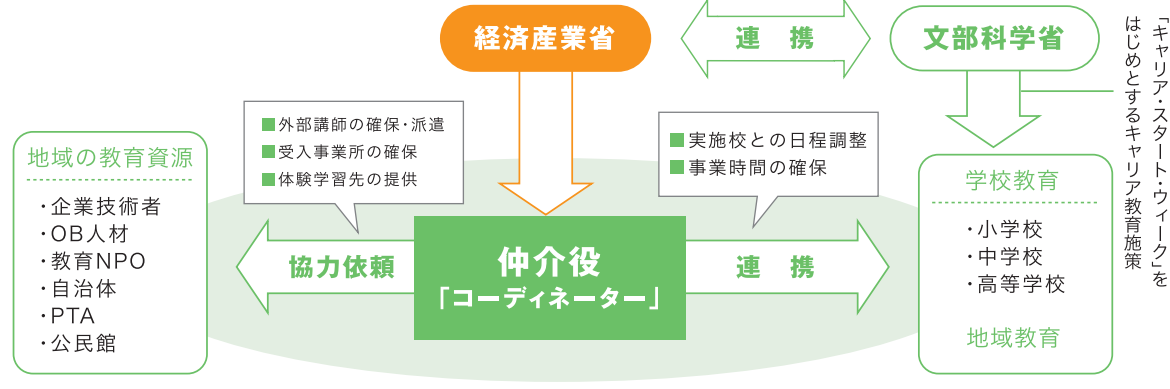 経済産業省
連 携
文部科学省
「キャリア・スタート・ウィーク」を
はじめとするキャリア教育施策
■外部講師の確保・派遣
■受入事業所の確保
■体験学習先の提供
■実施校との日程調整
■事業時間の確保
地域の教育資源
・企業技術者
・OB人材
・教育NPO
・自治体
・PTA
・公民館
協力依頼
仲介役
「コーディネーター」
連 携
学校教育
・小学校
・中学校
・高等学校
地域教育